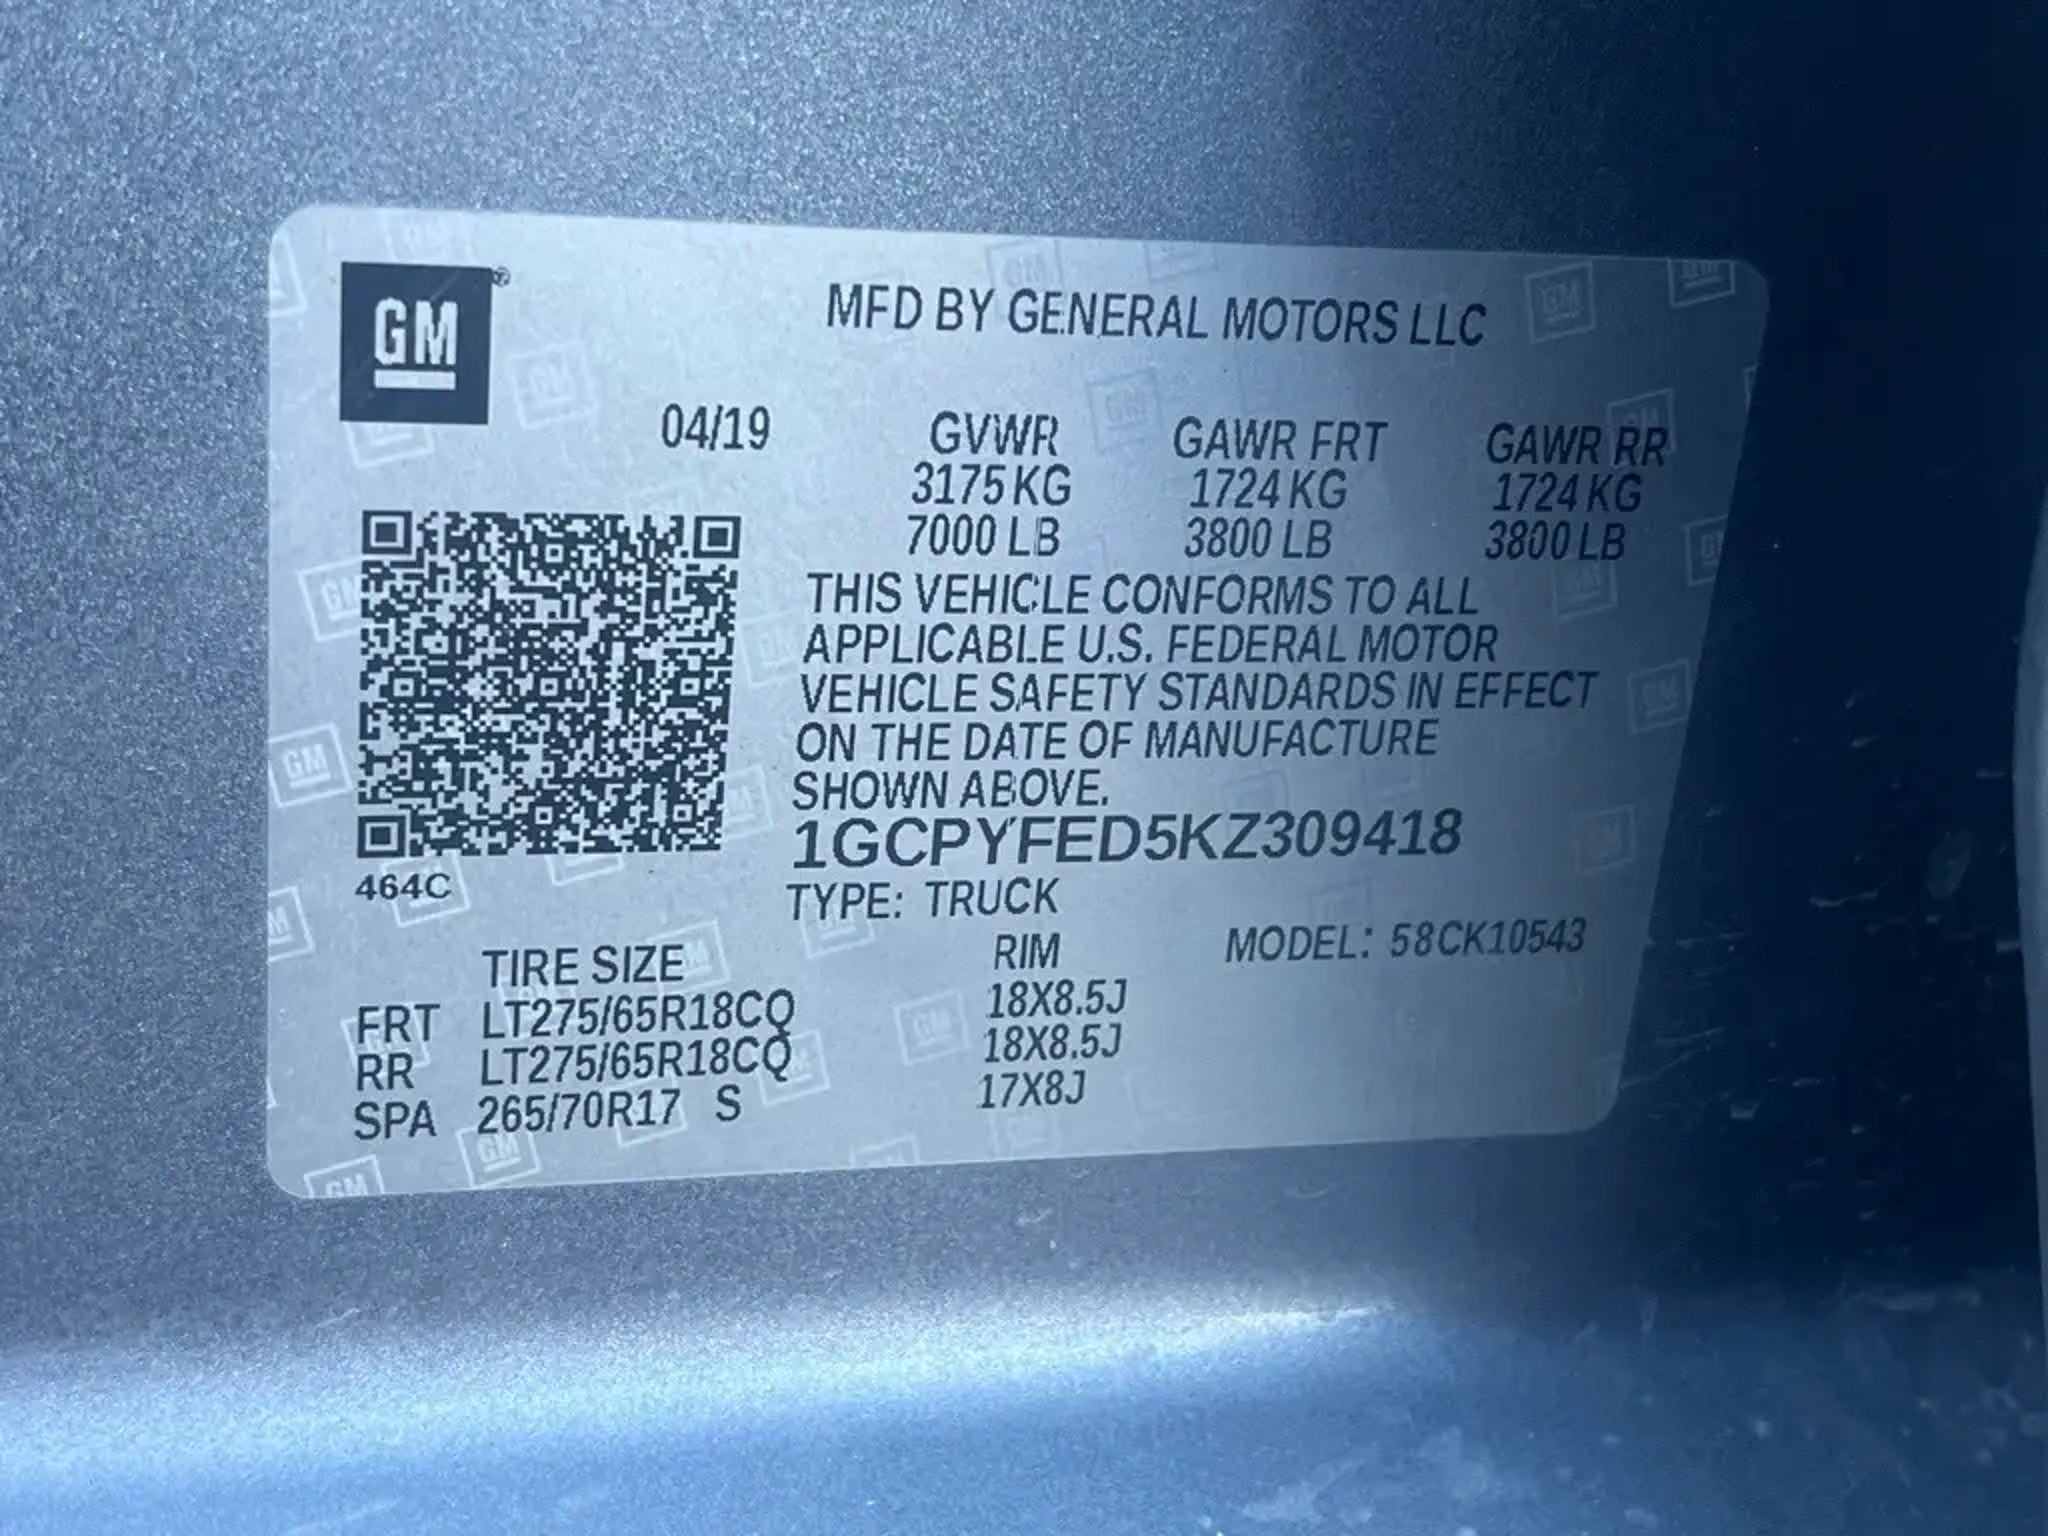 GM
MFD BY GENERAL MOTORS LLC
04/19
GVWR GAWR FRT GAWR RR
3175 KG 1724 KG 1724 KG
7000 LB 3800 LB 3800 LB
THIS VEHICLE CONFORMS TO ALL
APPLICABLE U.S. FEDERAL MOTOR
VEHICLE SAFETY STANDARDS IN EFFECT
ON THE DATE OF MANUFACTURE
SHOWN ABOVE.
1GCPYFED5KZ309418
464C
TYPE: TRUCK
TIRE SIZE RIM MODEL: 58CK10543
FRT LT275/65R18CQ 18X8.5J
RR LT275/65R18CQ 18X8.5J
SPA 265/70R17 S 17X8J